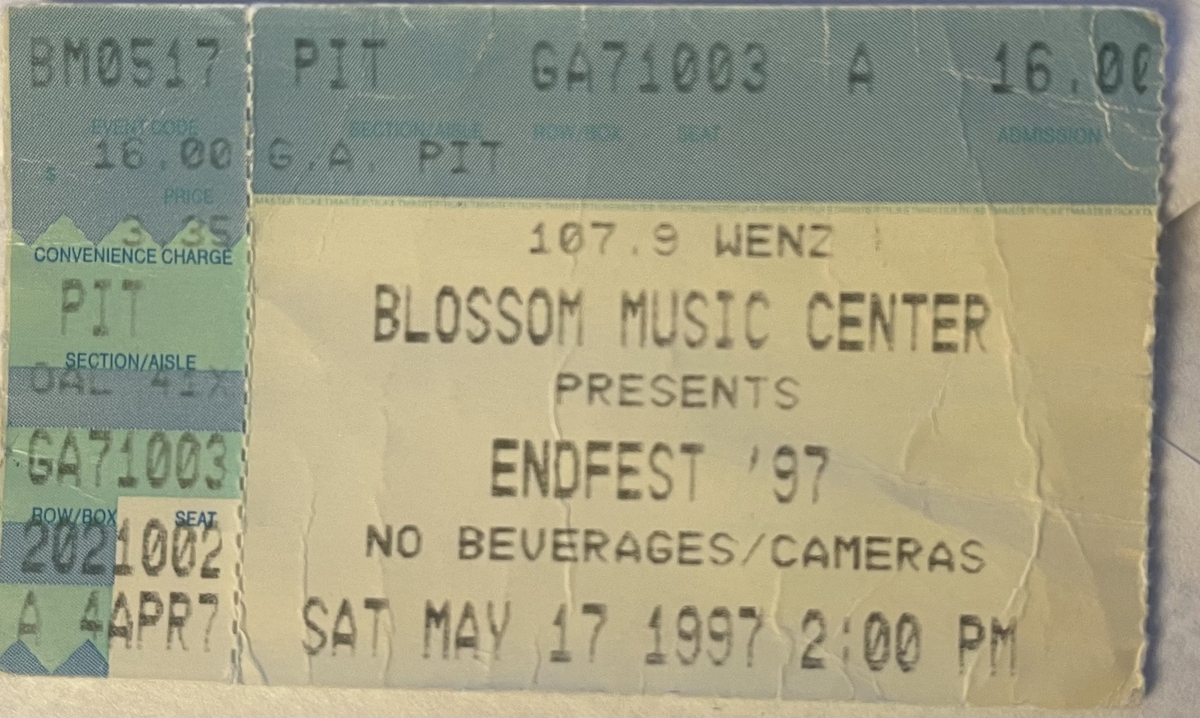 BM0517 PIT GA71003 A 16.00
EVENT CODE SECTION/AISLE ROW/BOX SEAT ADMISSION
$ 16.00 G.A. PIT
PRICE
3.35
CONVENIENCE CHARGE
PIT
SECTION/AISLE
41X
GA71003
ROW/BOX SEAT
2021002
A 4APR7
107.9 WENZ
BLOSSOM MUSIC CENTER
PRESENTS
ENDFEST '97
NO BEVERAGES/CAMERAS
SAT MAY 17 1997 2:00 PM